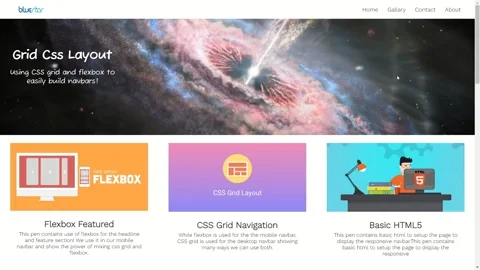 bluestar
Home Gallary Contact About
Grid Css Layout
Using CSS grid and flexbox to
easily build navbars!
FLEXBOX
CSS Grid Layout
HTML
5
Flexbox Featured
This pen contains use of flexbox for the headline
and feature section! We use it in our mobile
navbar and show the power of mixing css grid and
flexbox.
CSS Grid Navigation
While flexbox is used for the the mobile navbar,
CSS grid is used for the desktop navbar showing
many ways we can use both.
Basic HTML5
This pen contains basic html to setup the page to
display the responsive navbarThis pen contains
basic html to setup the page to display the
responsive